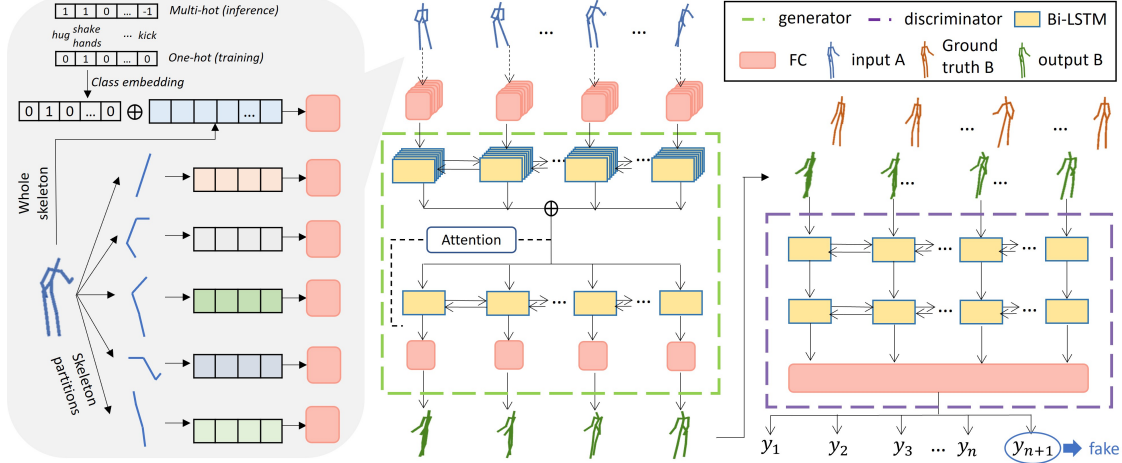 1 1 0 ... -1 Multi-hot (inference)
hug shake hands ... kick
0 1 0 ... 0 One-hot (training)
Class embedding
0 1 0 ... 0 ⊕ ...
Whole skeleton
Skeleton partitions
... ...
... ...
⊕
Attention
... ...
generator discriminator Bi-LSTM
FC input A Ground truth B output B
... ...
... ...
...
...
y₁ y₂ y₃ ... yₙ yₙ₊₁ fake